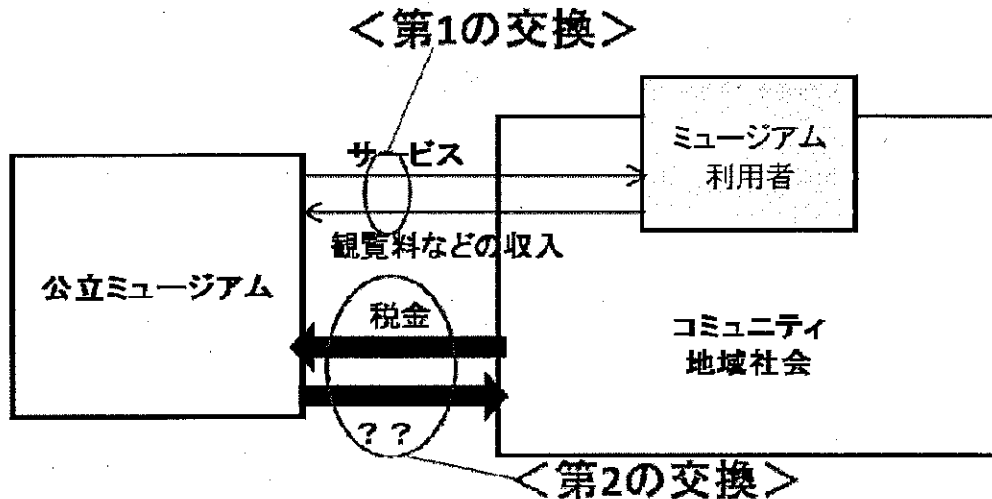 ＜第1の交換＞
ミュージアム
利用者
サービス
観覧料などの収入
公立ミュージアム
税金
コミュニティ
地域社会
？？
＜第2の交換＞